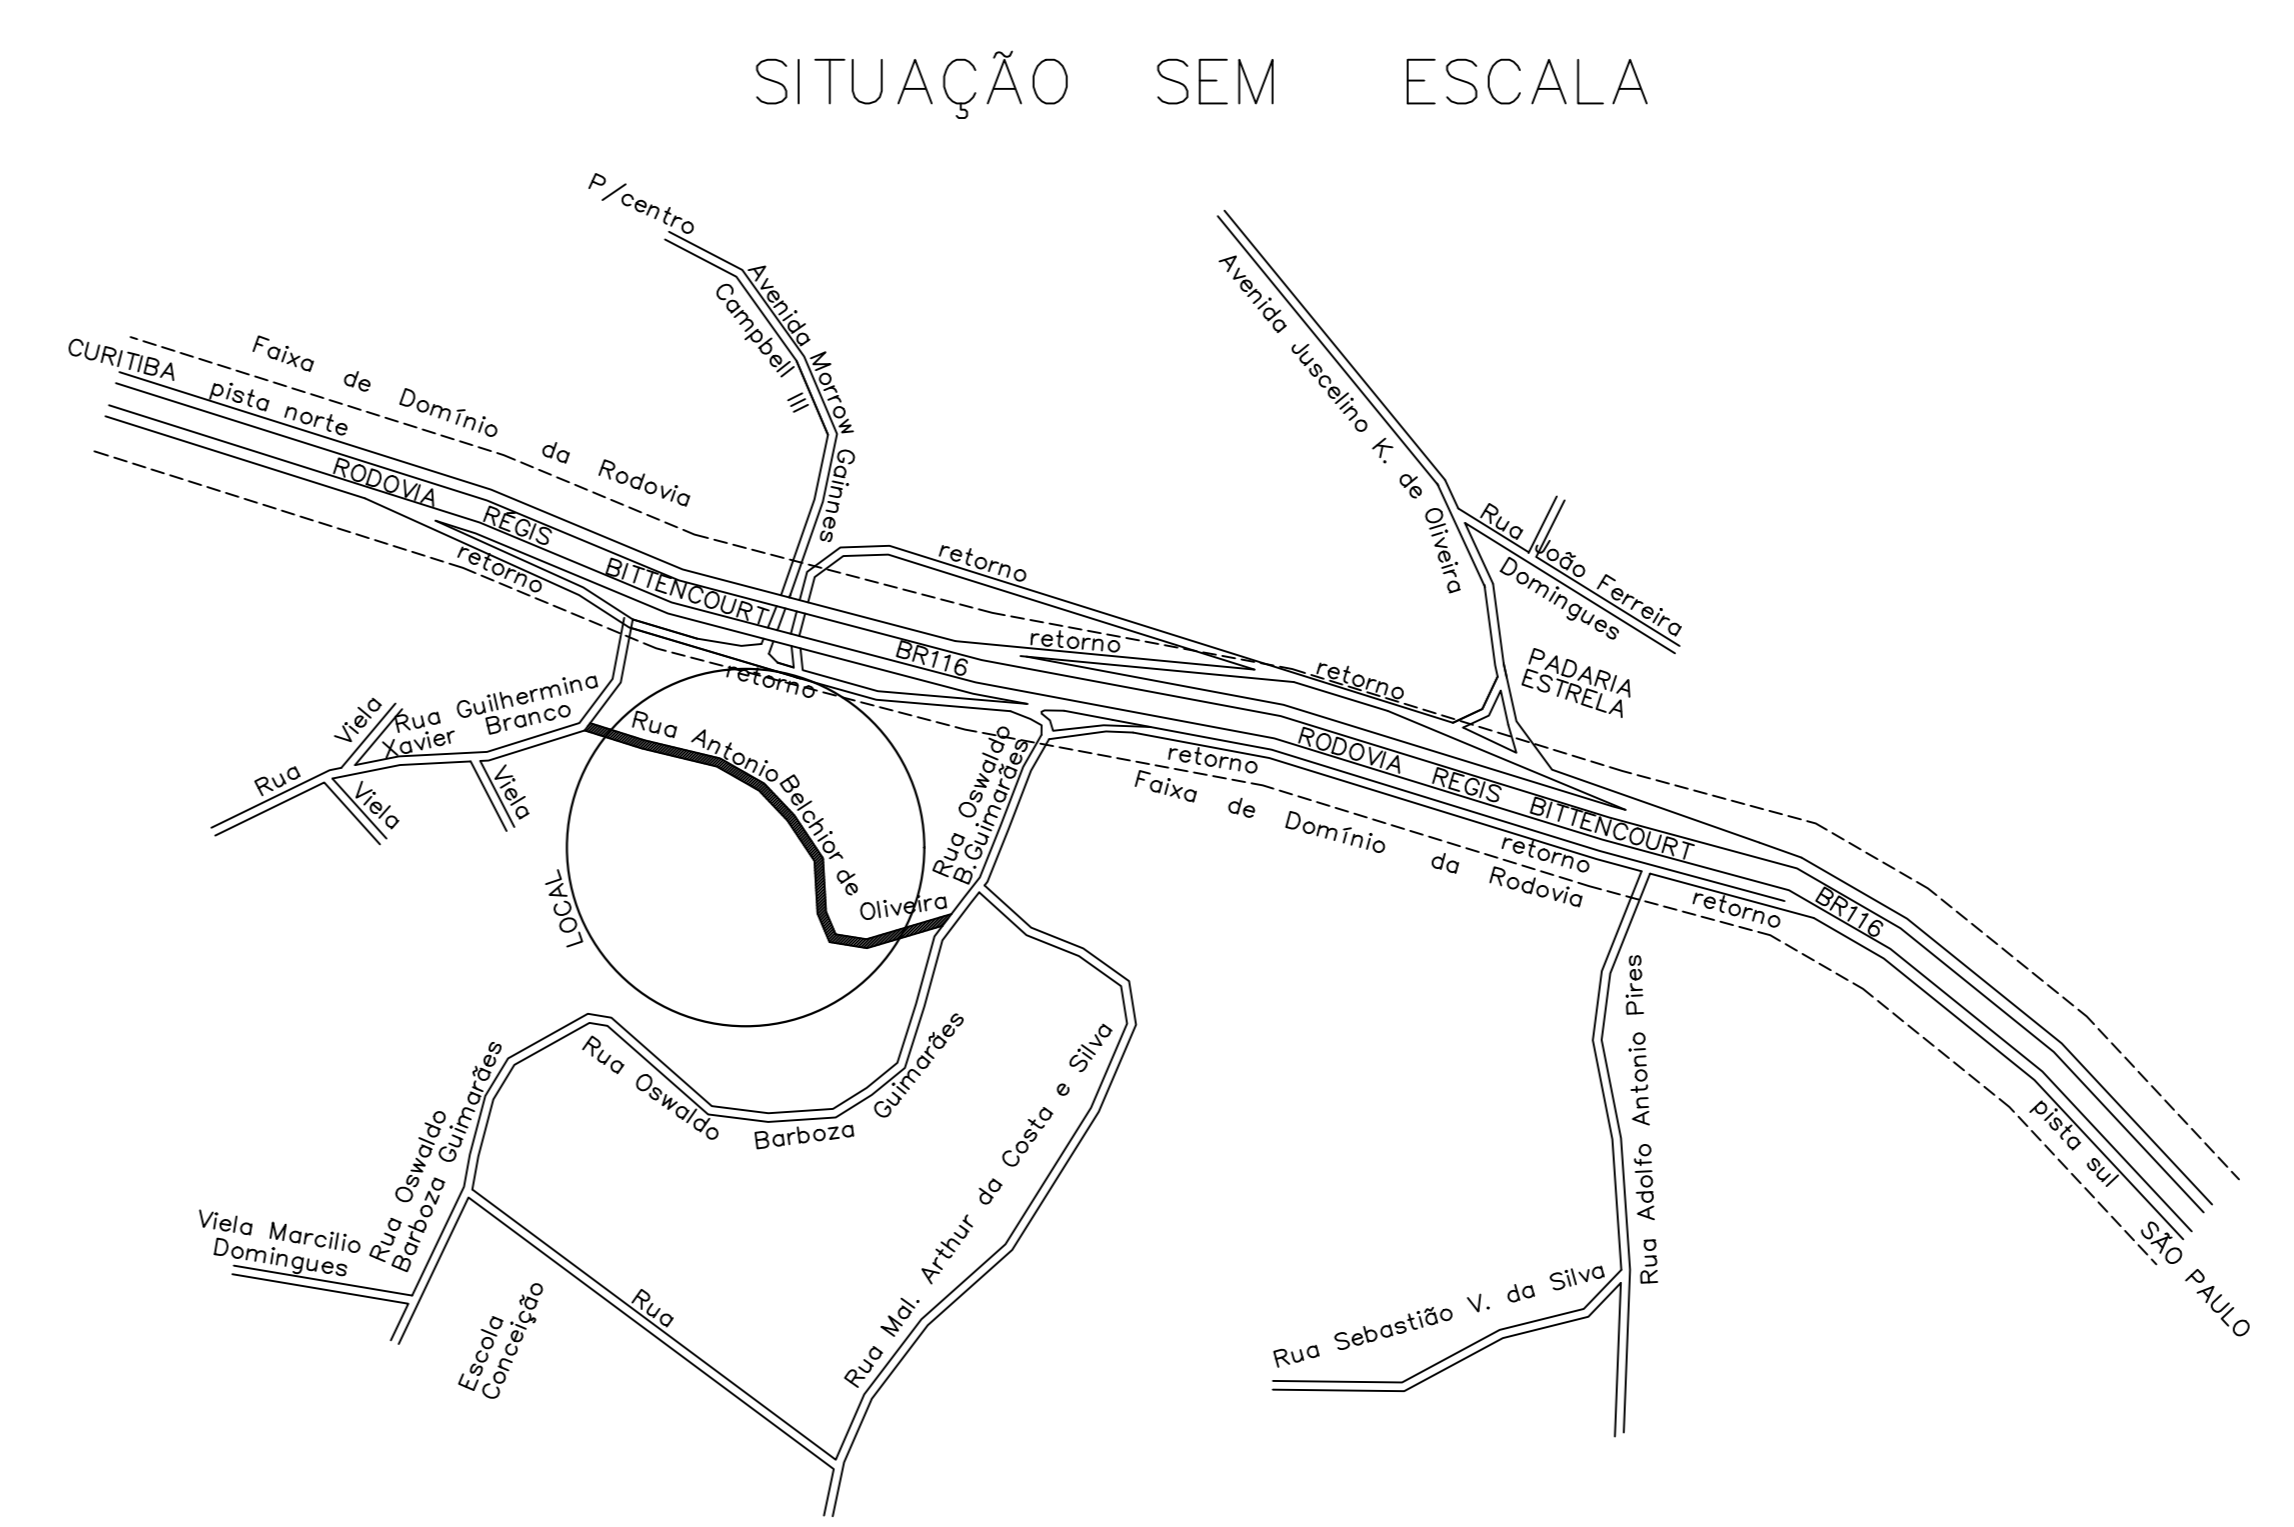 SITUAÇÃO SEM ESCALA
P/centro
Avenida Morrow Gainnes
Campbell III
Avenida Juscelino K. de Oliveira
Rua João Ferreira
Domingues
PADARIA
ESTRELA
CURITIBA
pista norte
Faixa de Domínio da Rodovia
RODOVIA RÉGIS BITTENCOURT BR116
retorno
retorno
retorno
retorno
retorno
Rua Guilhermina
Xavier Branco
Viela
Rua
Viela
Viela
Rua Antonio Belchior de Oliveira
LOCAL
Rua Oswaldo
B.Guimarães
retorno
Faixa de Domínio da Rodovia
RODOVIA REGIS BITTENCOURT BR116
retorno
retorno
pista sul
SÃO PAULO
Rua Oswaldo Barboza Guimarães
Rua Oswaldo
Barboza Guimarães
Viela Marcilio
Domingues
Escola
Conceição
Rua
Rua Mal. Arthur da Costa e Silva
Rua Adolfo Antonio Pires
Rua Sebastião V. da Silva